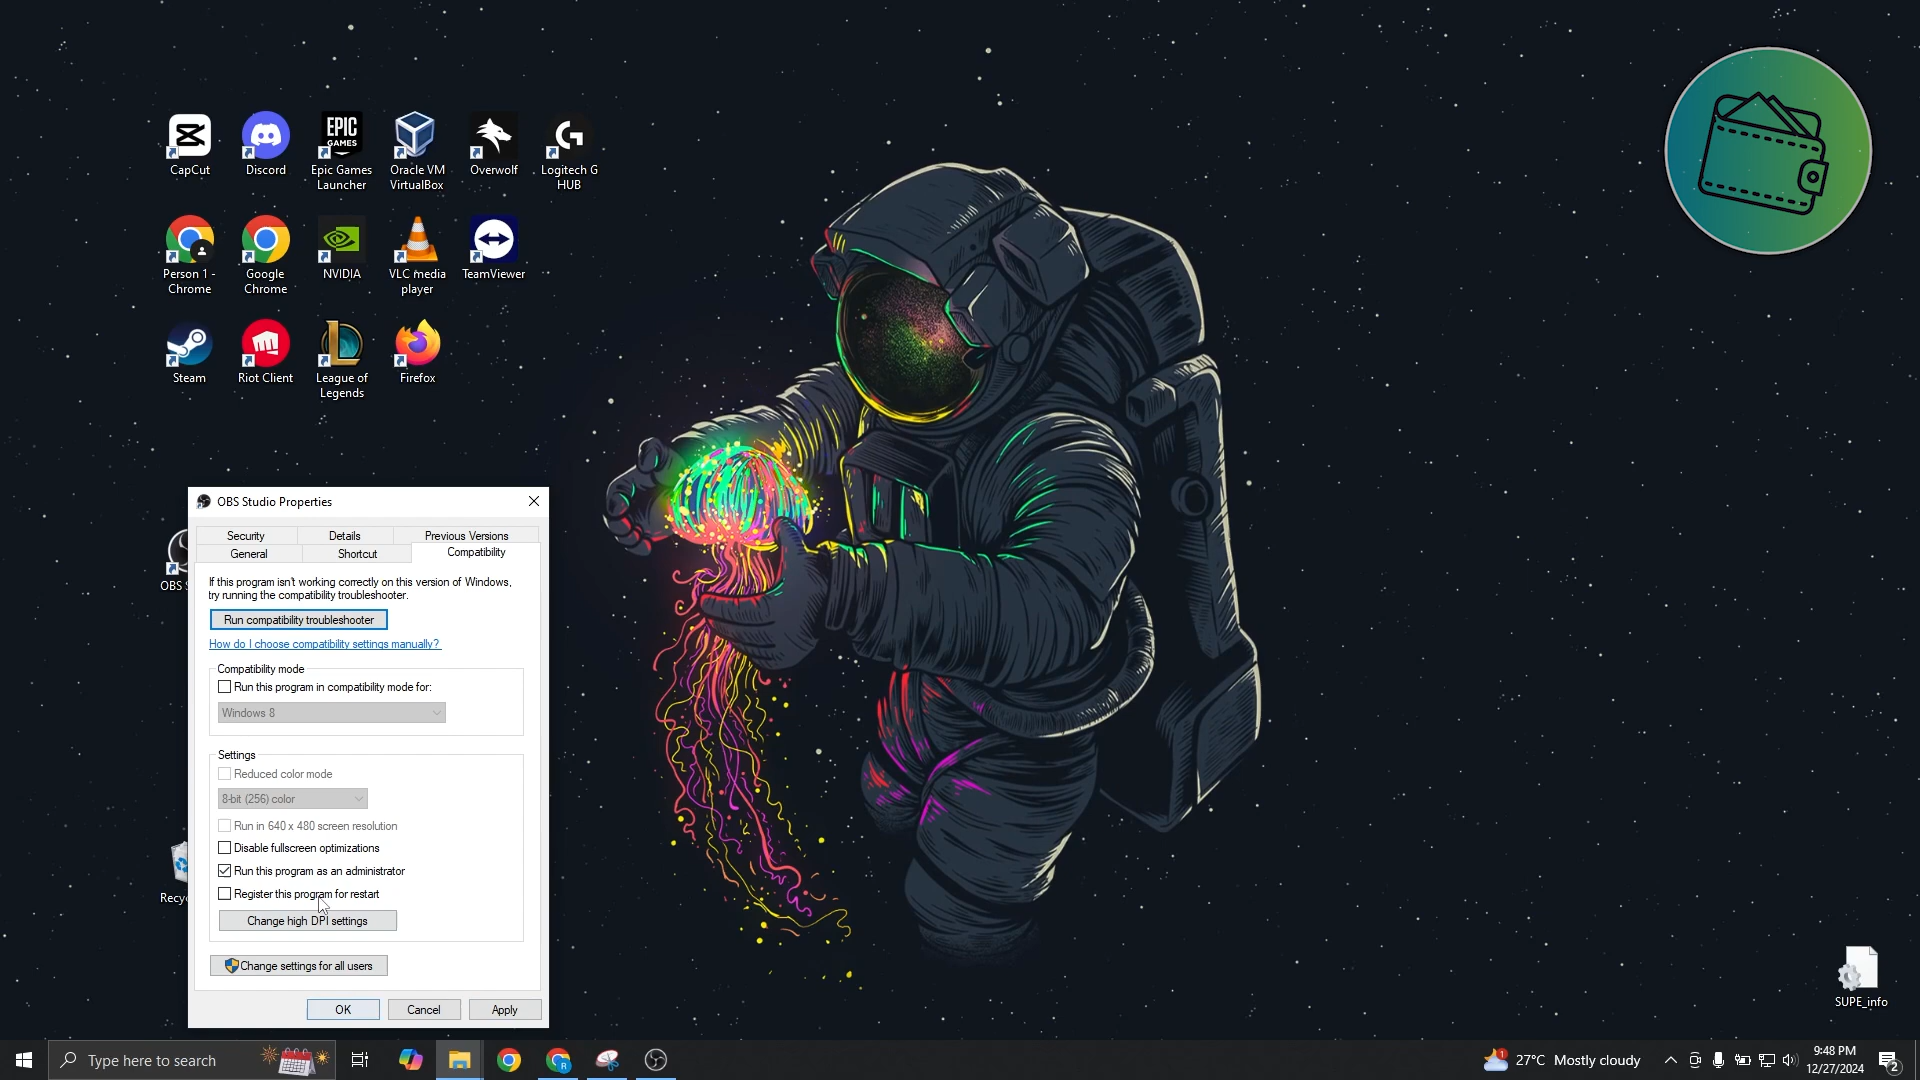 CapCut
Discord
EPIC
GAMES
Epic Games
Launcher
Oracle VM
VirtualBox
Overwolf
Logitech G
HUB
Person 1 -
Chrome
Google
Chrome
NVIDIA
VLC media
player
TeamViewer
Steam
Riot Client
League of
Legends
Firefox
OBS Studio Properties
Security
Details
Previous Versions
General
Shortcut
Compatibility
If this program isn't working correctly on this version of Windows,
try running the compatibility troubleshooter.
Run compatibility troubleshooter
How do I choose compatibility settings manually?
Compatibility mode
Run this program in compatibility mode for:
Windows 8
Settings
Reduced color mode
8-bit (256) color
Run in 640 x 480 screen resolution
Disable fullscreen optimizations
Run this program as an administrator
Register this program for restart
Change high DPI settings
Change settings for all users
OK
Cancel
Apply
OBS S
Recy
SUPE_info
Type here to search
1
27°C Mostly cloudy
9:48 PM
12/27/2024
2